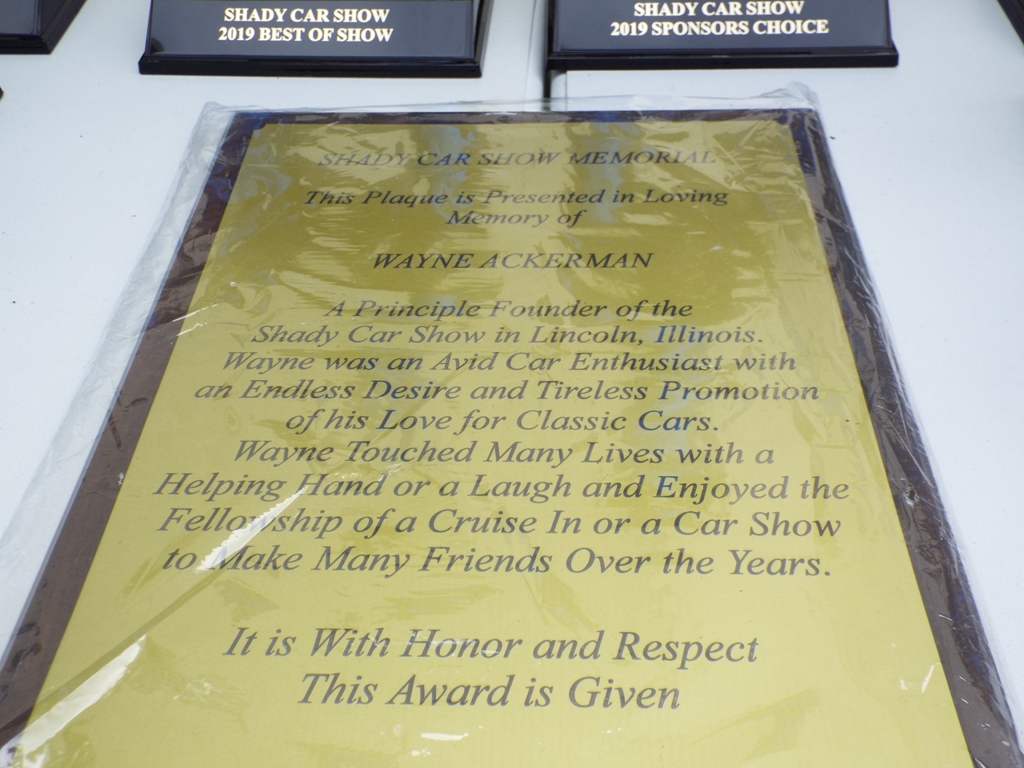 SHADY CAR SHOW
2019 BEST OF SHOW
SHADY CAR SHOW
2019 SPONSORS CHOICE
SHADY CAR SHOW MEMORIAL
This Plaque is Presented in Loving
Memory of
WAYNE ACKERMAN
A Principle Founder of the
Shady Car Show in Lincoln, Illinois.
Wayne was an Avid Car Enthusiast with
an Endless Desire and Tireless Promotion
of his Love for Classic Cars.
Wayne Touched Many Lives with a
Helping Hand or a Laugh and Enjoyed the
Fellowship of a Cruise In or a Car Show
to Make Many Friends Over the Years.
It is With Honor and Respect
This Award is Given